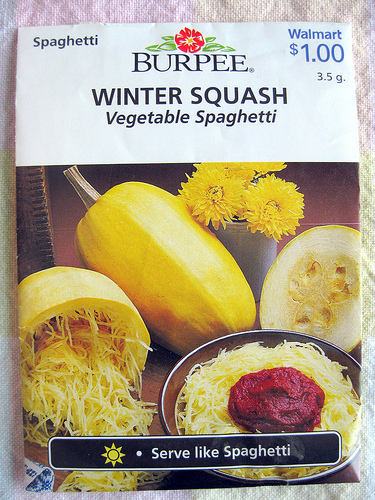 Spaghetti
BURPEE®
Walmart
$1.00
3.5 g.
WINTER SQUASH
Vegetable Spaghetti
• Serve like Spaghetti